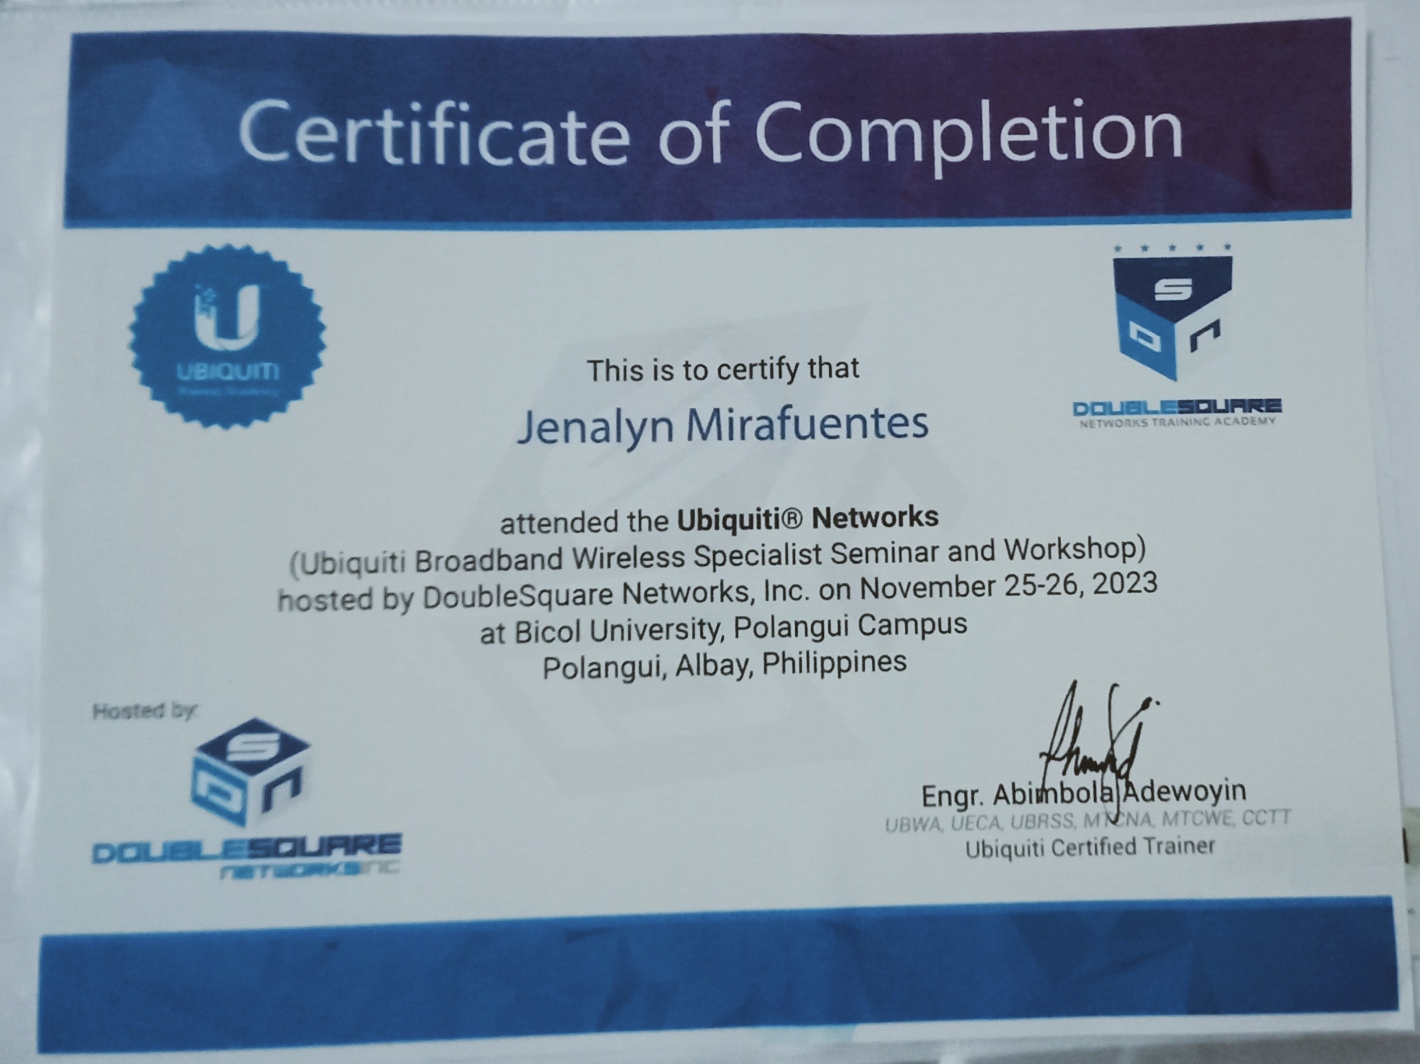 Certificate of Completion
UBIQUITI
S
D n
DOUBLESQUARE
NETWORKS TRAINING ACADEMY
This is to certify that
Jenalyn Mirafuentes
attended the Ubiquiti® Networks
(Ubiquiti Broadband Wireless Specialist Seminar and Workshop)
hosted by DoubleSquare Networks, Inc. on November 25-26, 2023
at Bicol University, Polangui Campus
Polangui, Albay, Philippines
Hosted by:
S
D n
DOUBLESQUARE
NETWORKSINC
Engr. Abimbola Adewoyin
UBWA, UECA, UBRSS, MTCNA, MTCWE, CCTT
Ubiquiti Certified Trainer